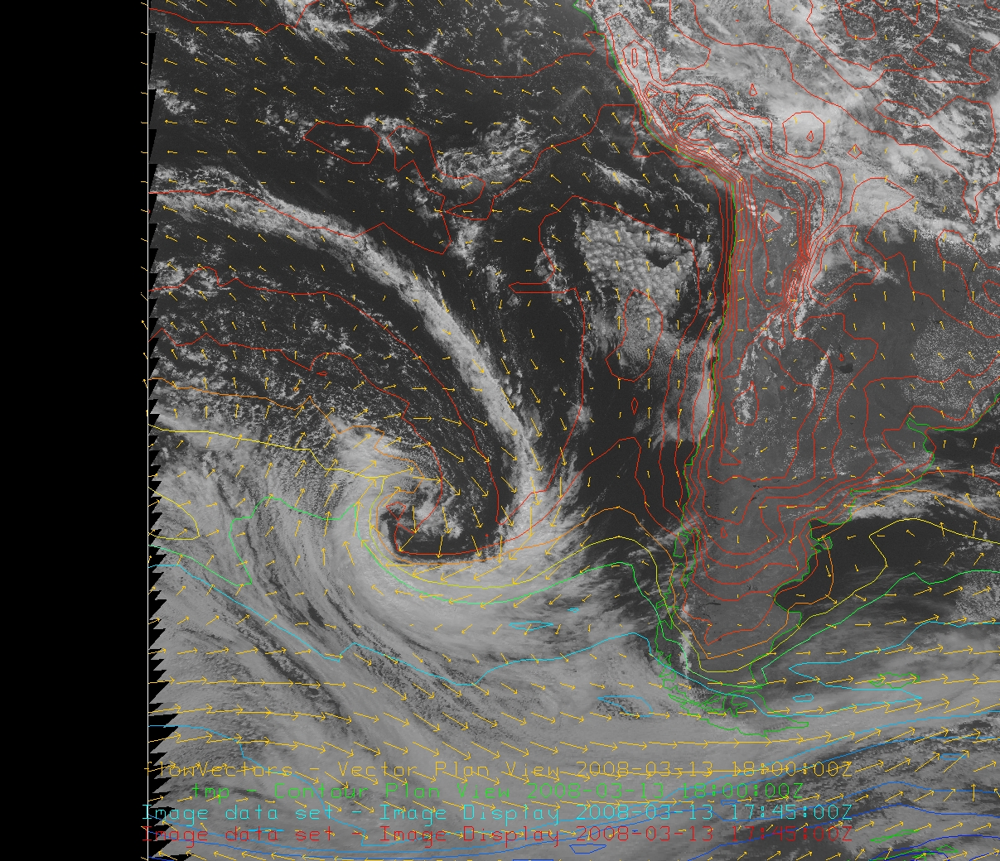 FlowVectors - Vector Plan View 2008-03-13 18:00:00Z
tmp - Contour Plan View 2008-03-13 18:00:00Z
Image data set - Image Display 2008-03-13 17:45:00Z
Image data set - Image Display 2008-03-13 17:45:00Z